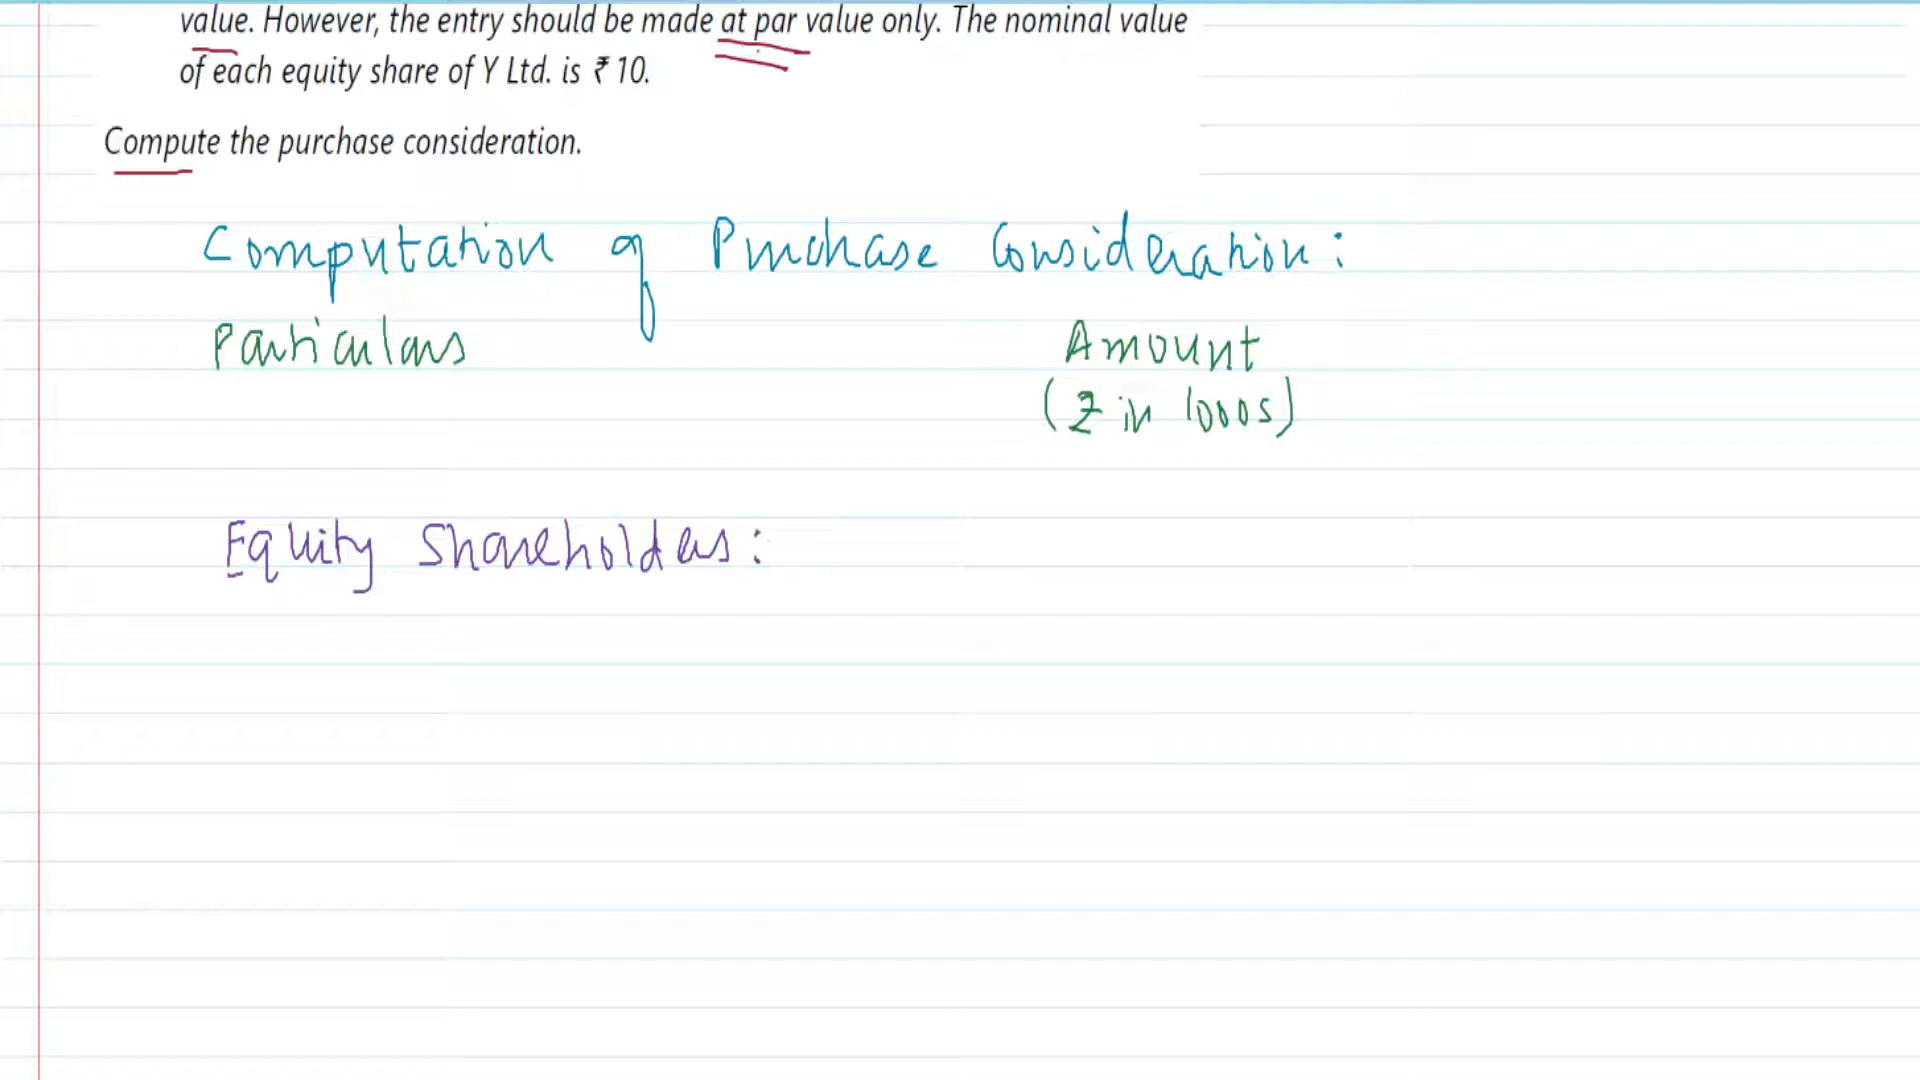 value. However, the entry should be made at par value only. The nominal value
of each equity share of Y Ltd. is ₹ 10.
Compute the purchase consideration.
Computation of Purchase Consideration:
Particulars Amount
(₹ in 1000s)
Equity Shareholders: